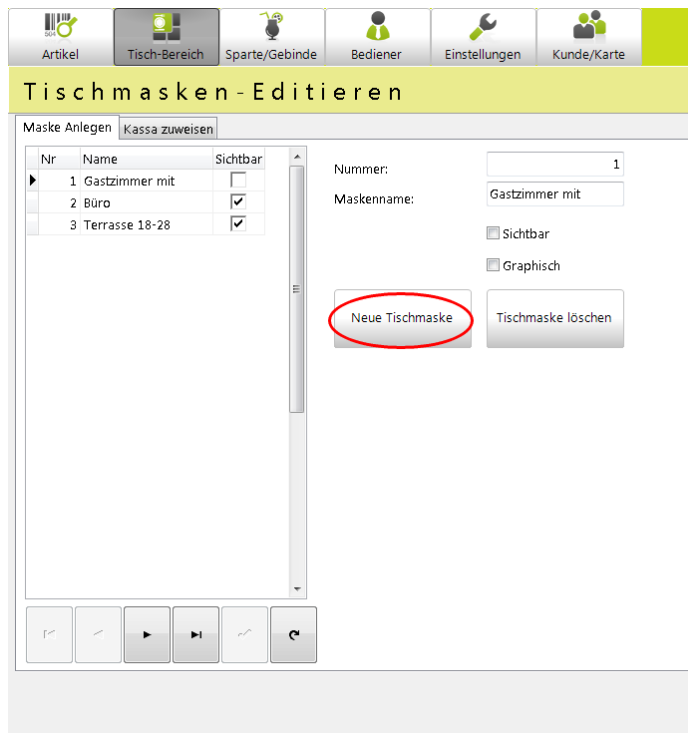 504
Artikel Tisch-Bereich Sparte/Gebinde Bediener Einstellungen Kunde/Karte
Tischmasken-Editieren
Maske Anlegen Kassa zuweisen
Nr Name Sichtbar
1 Gastzimmer mit
2 Büro
3 Terrasse 18-28
Nummer: 1
Maskenname: Gastzimmer mit
Sichtbar
Graphisch
Neue Tischmaske Tischmaske löschen